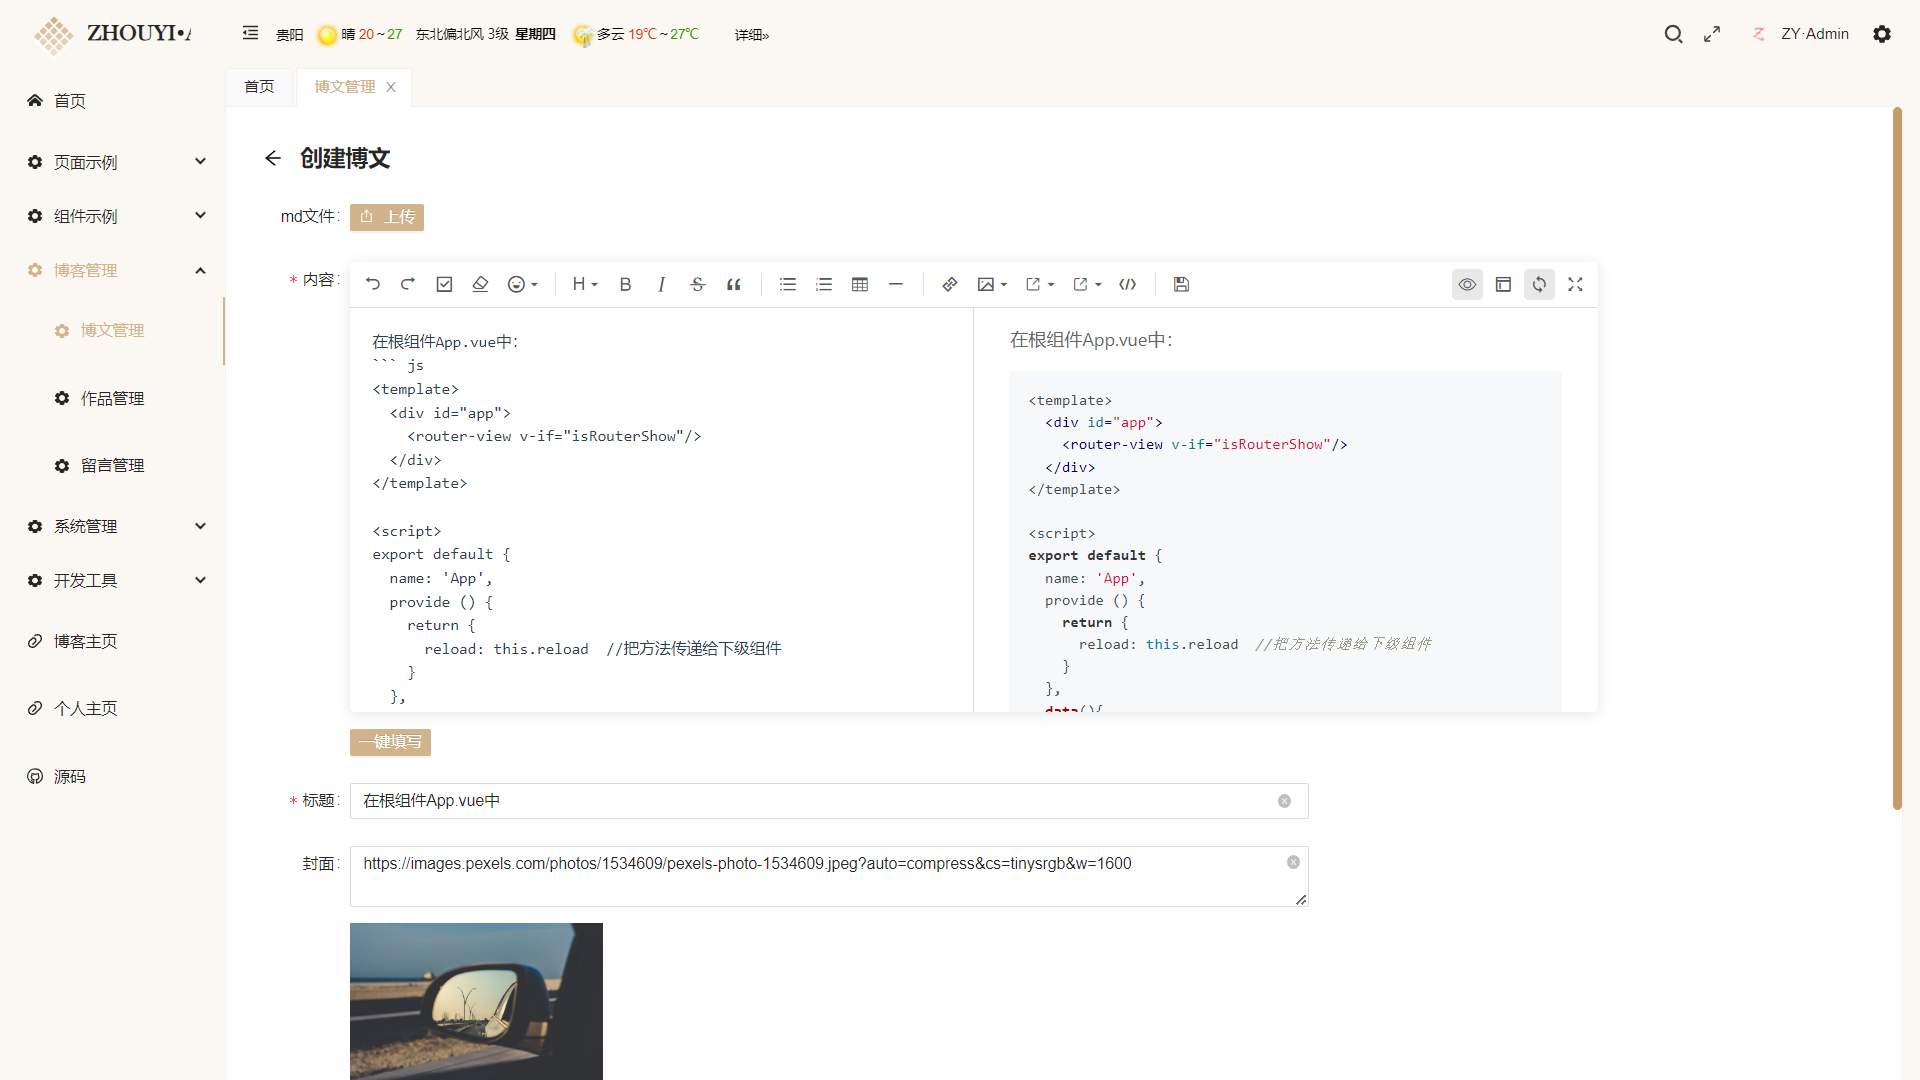 ZHOUYI•A
贵阳 晴 20~27 东北偏北风 3级 星期四 多云 19℃~27℃ 详细»
ZY·Admin
首页
页面示例
组件示例
博客管理
博文管理
作品管理
留言管理
系统管理
开发工具
博客主页
个人主页
源码
首页 博文管理
创建博文
md文件: 上传
* 内容:
在根组件App.vue中:
``` js
<template>
  <div id="app">
    <router-view v-if="isRouterShow"/>
  </div>
</template>
<script>
export default {
  name: 'App',
  provide () {
    return {
      reload: this.reload  //把方法传递给下级组件
    }
  },
在根组件App.vue中:
<template>
  <div id="app">
    <router-view v-if="isRouterShow"/>
  </div>
</template>
<script>
export default {
  name: 'App',
  provide () {
    return {
      reload: this.reload  //把方法传递给下级组件
    }
  },
  data(){
一键填写
* 标题: 在根组件App.vue中
封面: https://images.pexels.com/photos/1534609/pexels-photo-1534609.jpeg?auto=compress&cs=tinysrgb&w=1600